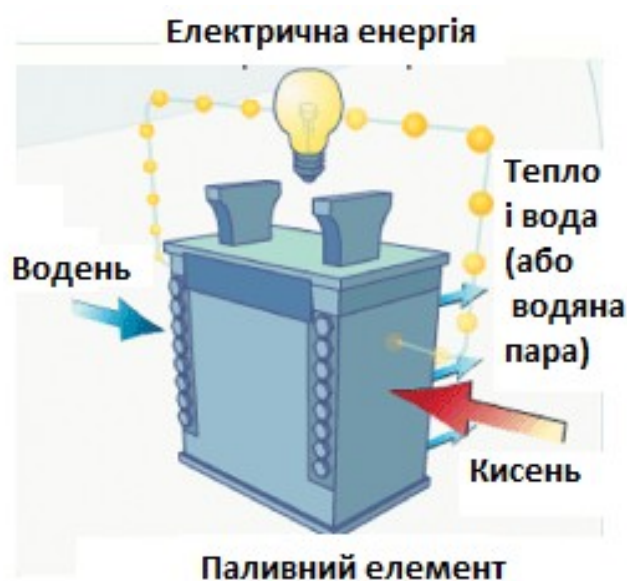 Електрична енергія
Тепло
і вода
(або
водяна
пара)
Водень
Кисень
Паливний елемент